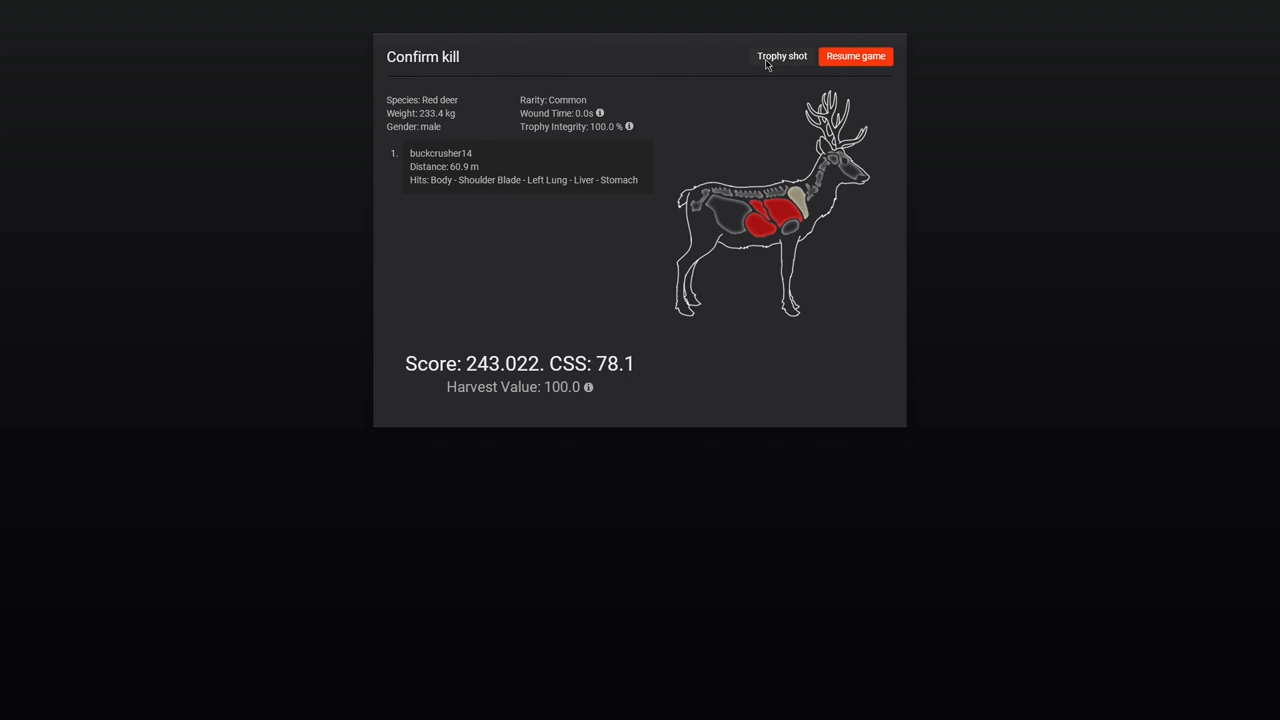 Confirm kill
Trophy shot
Resume game
Species: Red deer
Weight: 233.4 kg
Gender: male
Rarity: Common
Wound Time: 0.0s
Trophy Integrity: 100.0 %
1. buckcrusher14
Distance: 60.9 m
Hits: Body - Shoulder Blade - Left Lung - Liver - Stomach
Score: 243.022. CSS: 78.1
Harvest Value: 100.0